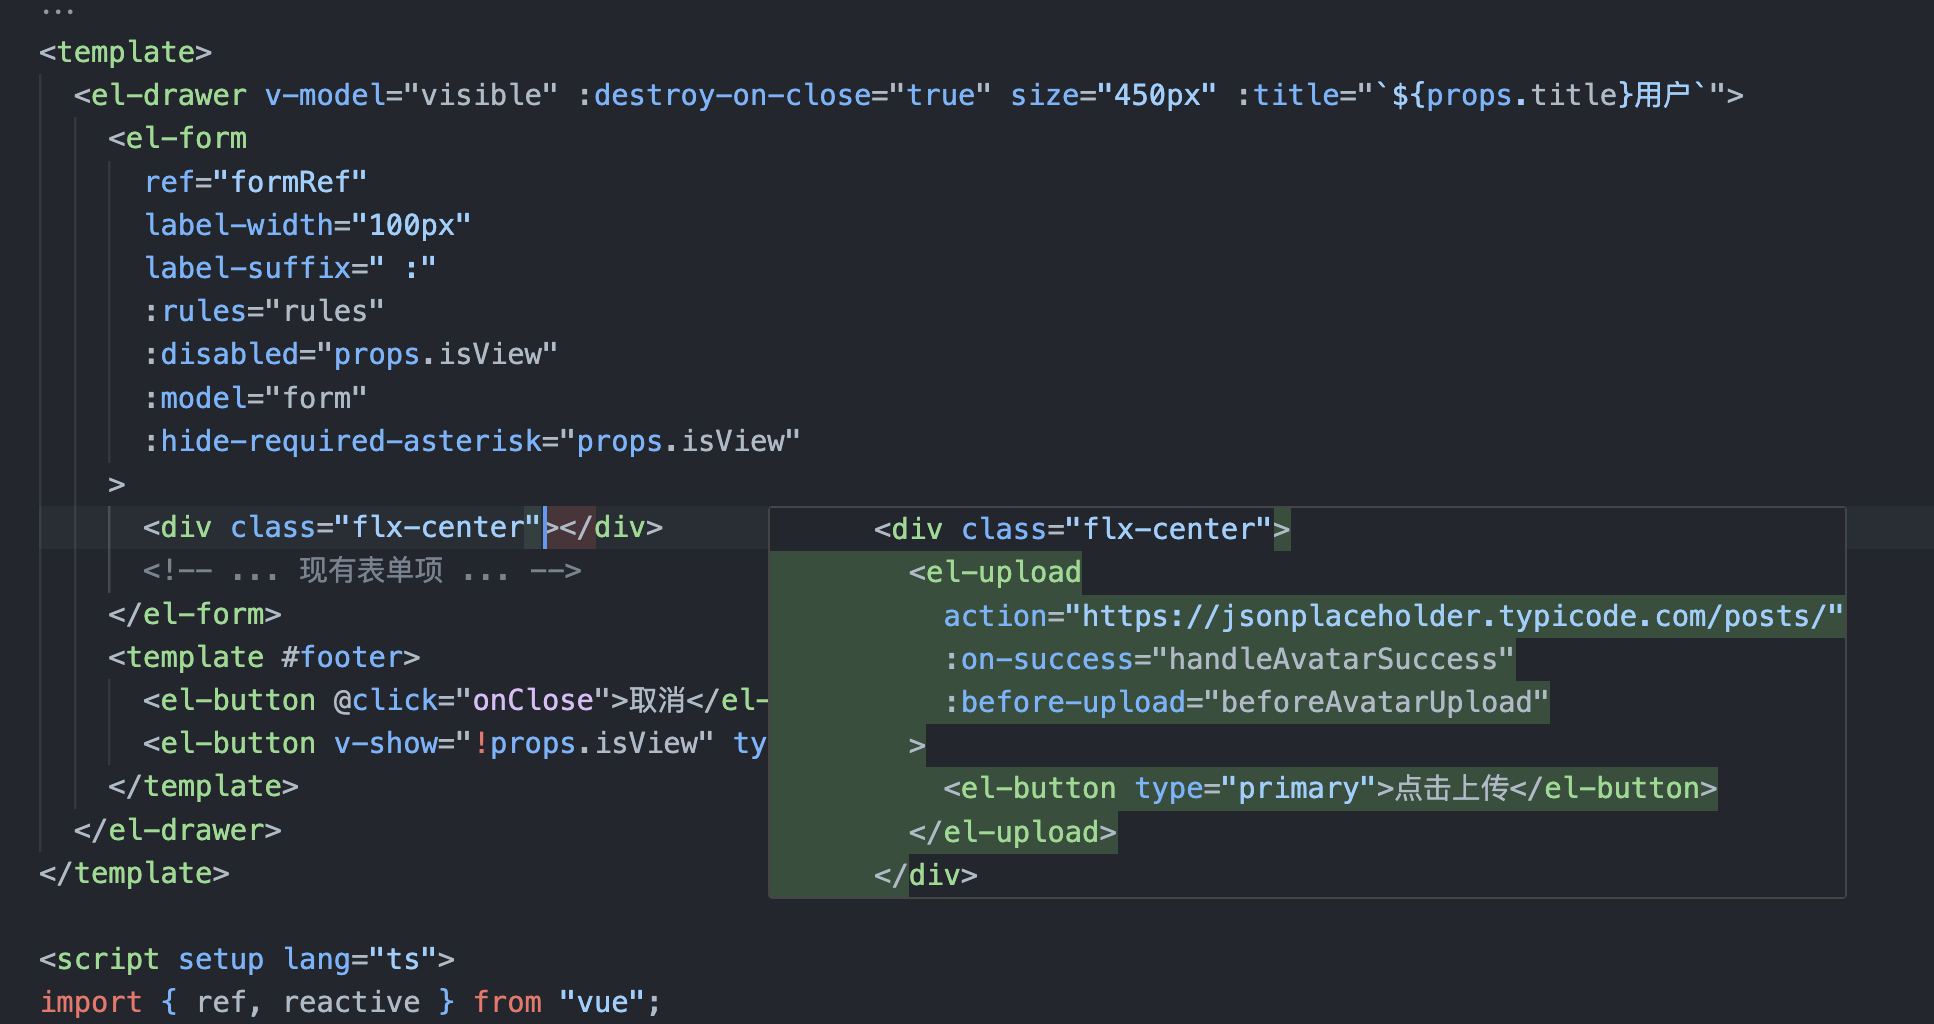 ...
<template>
<el-drawer v-model="visible" :destroy-on-close="true" size="450px" :title="`${props.title}用户`">
<el-form
ref="formRef"
label-width="100px"
label-suffix=" :"
:rules="rules"
:disabled="props.isView"
:model="form"
:hide-required-asterisk="props.isView"
>
<div class="flx-center"></div>
<!-- ... 现有表单项 ... -->
</el-form>
<template #footer>
<el-button @click="onClose">取消</el-
<el-button v-show="!props.isView" ty
</template>
</el-drawer>
</template>
<div class="flx-center">
<el-upload
action="https://jsonplaceholder.typicode.com/posts/"
:on-success="handleAvatarSuccess"
:before-upload="beforeAvatarUpload"
>
<el-button type="primary">点击上传</el-button>
</el-upload>
</div>
<script setup lang="ts">
import { ref, reactive } from "vue";